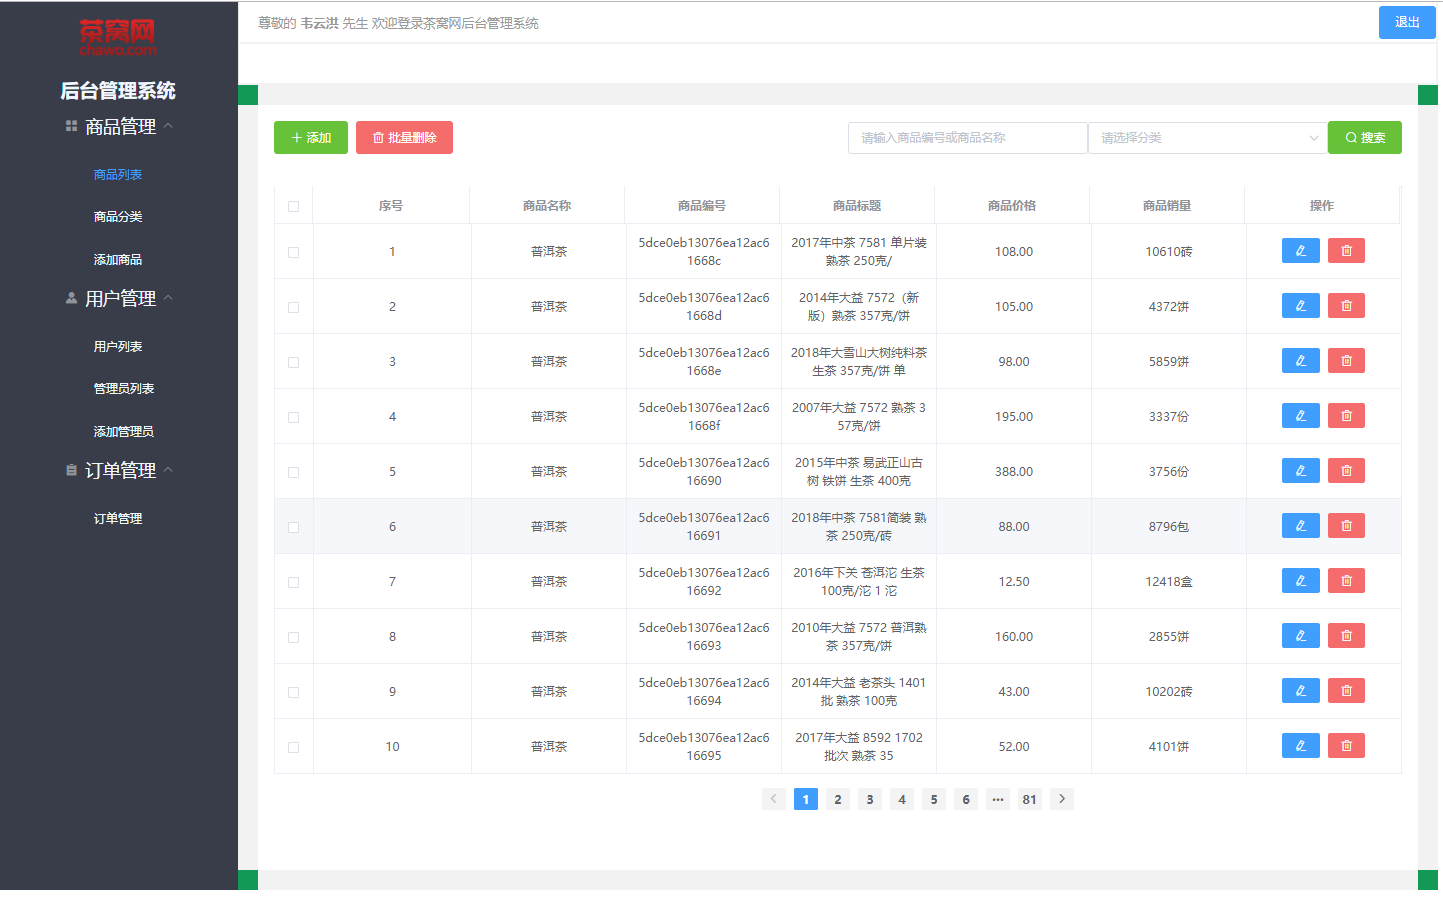 茶窝网
chawo.com
后台管理系统
商品管理
商品列表
商品分类
添加商品
用户管理
用户列表
管理员列表
添加管理员
订单管理
订单管理
尊敬的 韦云洪 先生 欢迎登录茶窝网后台管理系统
退出
添加
批量删除
请输入商品编号或商品名称
请选择分类
搜索
序号 商品名称 商品编号 商品标题 商品价格 商品销量 操作
1 普洱茶 5dce0eb13076ea12ac6 2017年中茶 7581 单片装 108.00 10610砖
1668c 熟茶 250克/
2 普洱茶 5dce0eb13076ea12ac6 2014年大益 7572（新 105.00 4372饼
1668d 版）熟茶 357克/饼
3 普洱茶 5dce0eb13076ea12ac6 2018年大雪山大树纯料茶 98.00 5859饼
1668e 生茶 357克/饼 单
4 普洱茶 5dce0eb13076ea12ac6 2007年大益 7572 熟茶 3 195.00 3337份
1668f 57克/饼
5 普洱茶 5dce0eb13076ea12ac6 2015年中茶 易武正山古 388.00 3756份
16690 树 铁饼 生茶 400克
6 普洱茶 5dce0eb13076ea12ac6 2018年中茶 7581简装 熟 88.00 8796包
16691 茶 250克/砖
7 普洱茶 5dce0eb13076ea12ac6 2016年下关 苍洱沱 生茶 12.50 12418盒
16692 100克/沱 1 沱
8 普洱茶 5dce0eb13076ea12ac6 2010年大益 7572 普洱熟 160.00 2855饼
16693 茶 357克/饼
9 普洱茶 5dce0eb13076ea12ac6 2014年大益 老茶头 1401 43.00 10202砖
16694 批 熟茶 100克
10 普洱茶 5dce0eb13076ea12ac6 2017年大益 8592 1702 52.00 4101饼
16695 批次 熟茶 35
1 2 3 4 5 6 ··· 81